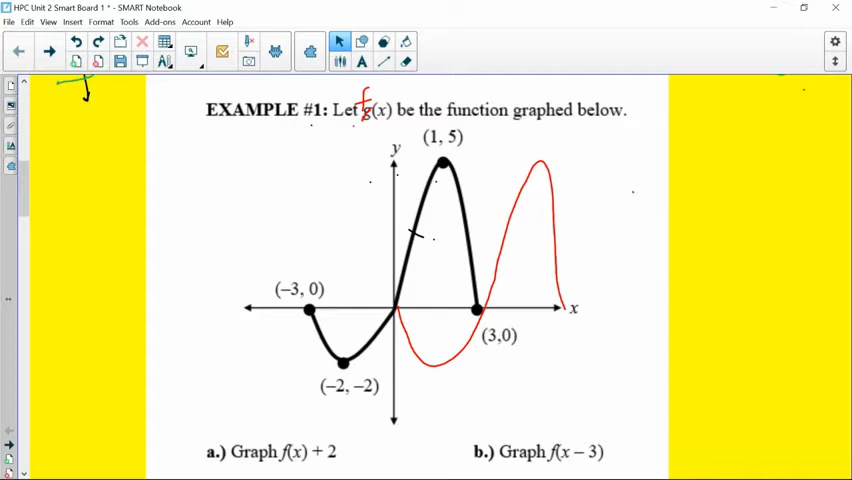 HPC Unit 2 Smart Board 1 * - SMART Notebook
File Edit View Insert Format Tools Add-ons Account Help
EXAMPLE #1: Let f(x) be the function graphed below.
(1, 5)
y
(−3, 0)
x
(3,0)
(−2, −2)
a.) Graph f(x) + 2
b.) Graph f(x − 3)